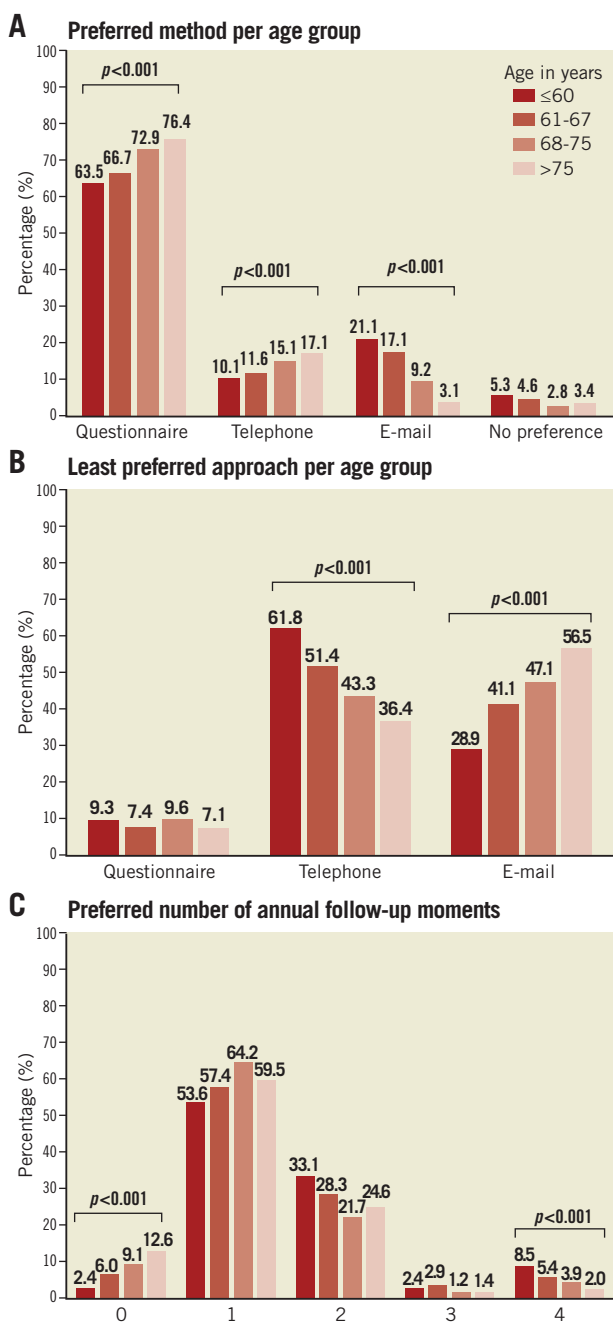 A Preferred method per age group
Percentage (%)
100
90
80
70
60
50
40
30
20
10
0
p<0.001
63.5 66.7 72.9 76.4
p<0.001
10.1 11.6 15.1 17.1
p<0.001
21.1 17.1 9.2 3.1
5.3 4.6 2.8 3.4
Age in years
≤60
61-67
68-75
>75
Questionnaire Telephone E-mail No preference
B Least preferred approach per age group
Percentage (%)
100
90
80
70
60
50
40
30
20
10
0
9.3 7.4 9.6 7.1
p<0.001
61.8 51.4 43.3 36.4
p<0.001
28.9 41.1 47.1 56.5
Questionnaire Telephone E-mail
C Preferred number of annual follow-up moments
Percentage (%)
100
90
80
70
60
50
40
30
20
10
0
p<0.001
2.4 6.0 9.1 12.6
53.6 57.4 64.2 59.5
33.1 28.3 21.7 24.6
2.4 2.9 1.2 1.4
p<0.001
8.5 5.4 3.9 2.0
0 1 2 3 4